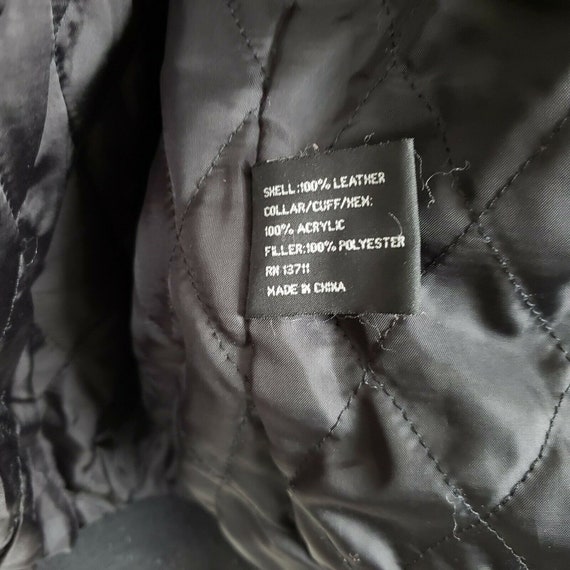 SHELL:100% LEATHER
COLLAR/CUFF/HEM:
100% ACRYLIC
FILLER:100% POLYESTER
RN 13711
MADE IN CHINA